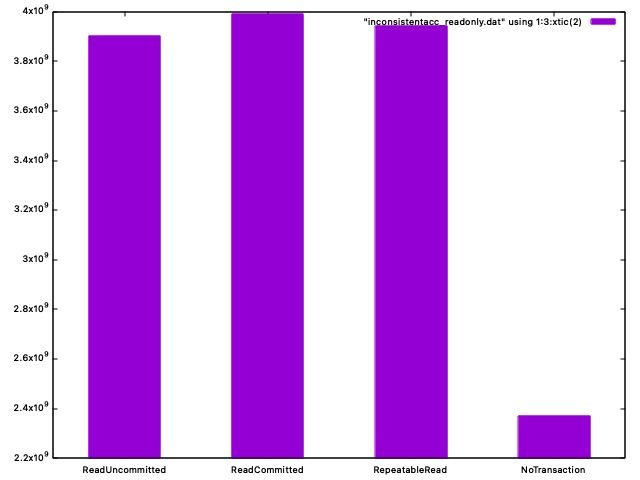 "inconsistentacc_readonly.dat" using 1:3:xtic(2)
4x10^9
3.8x10^9
3.6x10^9
3.4x10^9
3.2x10^9
3x10^9
2.8x10^9
2.6x10^9
2.4x10^9
2.2x10^9
ReadUncommitted ReadCommitted RepeatableRead NoTransaction